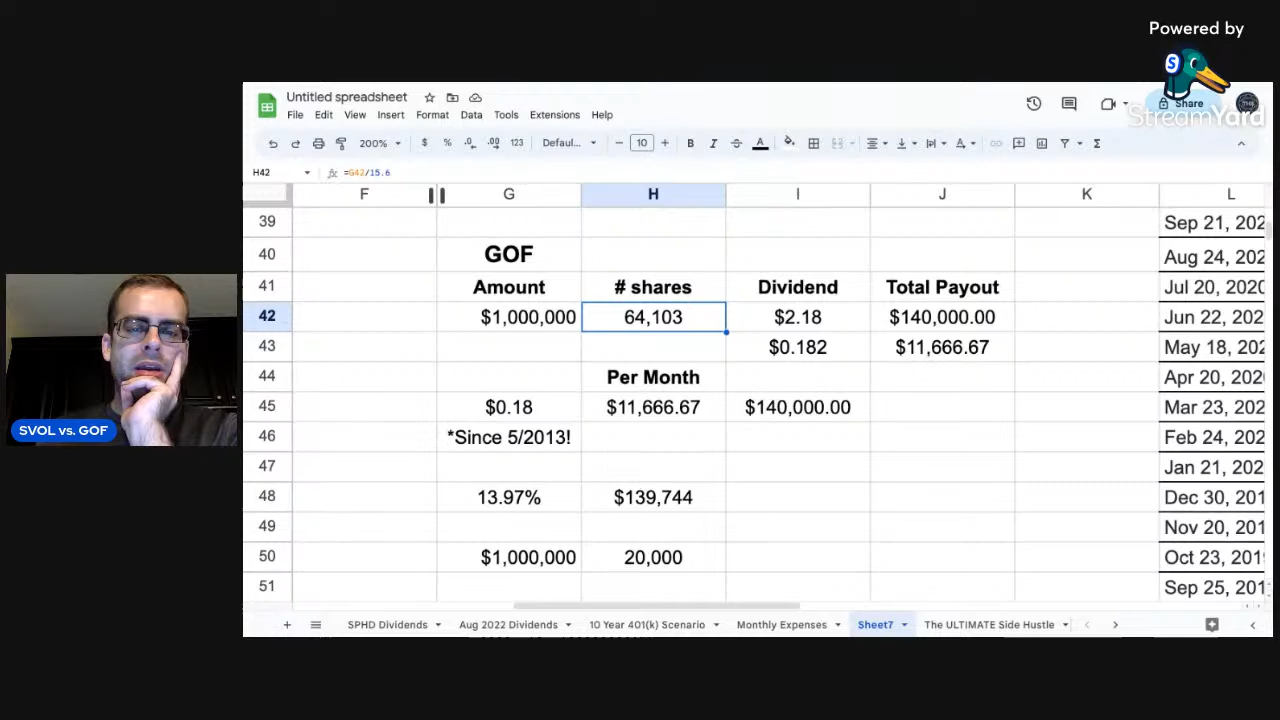 Powered by
S
StreamYard
Untitled spreadsheet
File Edit View Insert Format Data Tools Extensions Help
Share
200% $ % .0 .00 123 Defaul... − 10 + B I A Σ
H42 fx =G42/15.6
F G H I J K L
39 Sep 21, 202
40 GOF Aug 24, 202
41 Amount # shares Dividend Total Payout Jul 20, 2020
42 $1,000,000 64,103 $2.18 $140,000.00 Jun 22, 202
43 $0.182 $11,666.67 May 18, 202
44 Per Month Apr 20, 202
45 $0.18 $11,666.67 $140,000.00 Mar 23, 202
46 *Since 5/2013! Feb 24, 202
47 Jan 21, 202
48 13.97% $139,744 Dec 30, 201
49 Nov 20, 201
50 $1,000,000 20,000 Oct 23, 2019
51 Sep 25, 201
SVOL vs. GOF
SPHD Dividends Aug 2022 Dividends 10 Year 401(k) Scenario Monthly Expenses Sheet7 The ULTIMATE Side Hustle